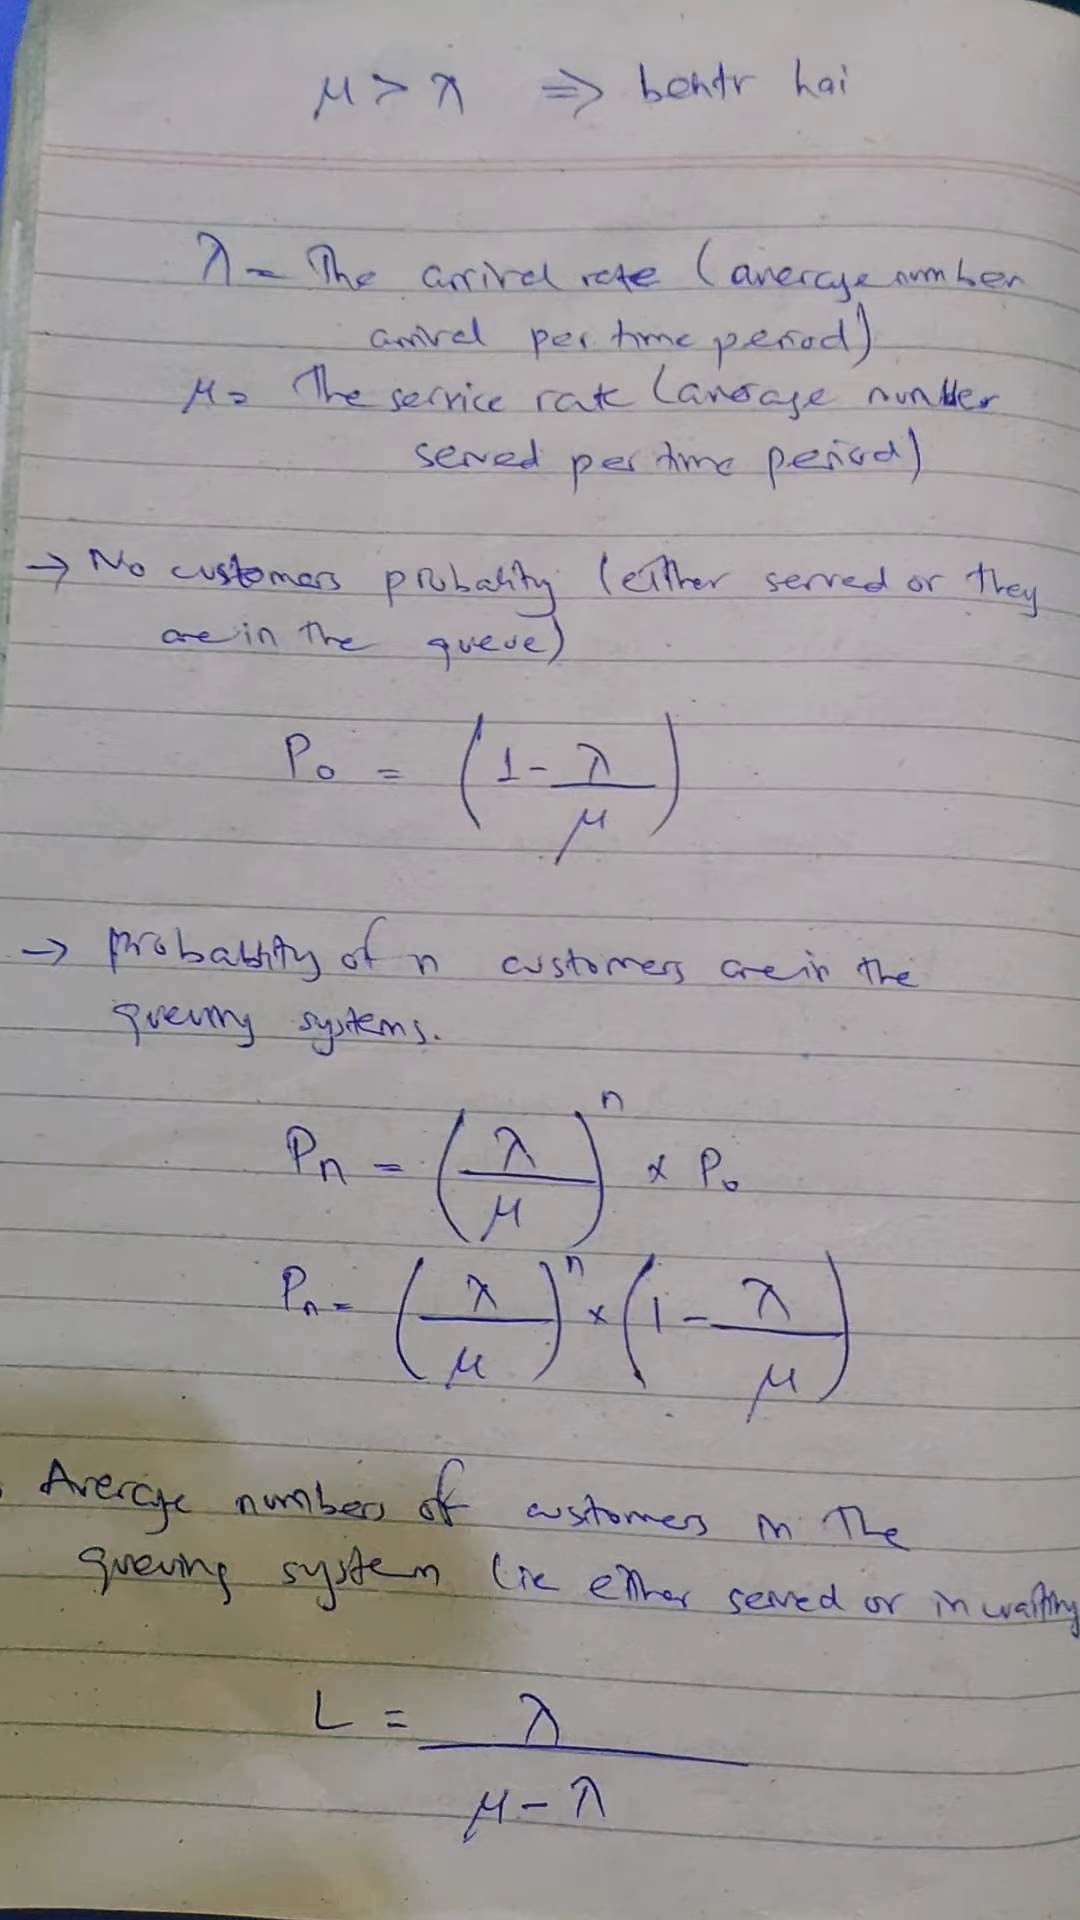 μ > λ ⇒ behtr hai
λ = The arrival rate (average number
arrival per time period)
μ = The service rate (average number
served per time period)
→ No customers probality (either served or they
are in the queue)
P₀ = (1 - λ/μ)
→ Probability of n customers are in the
queuing systems.
Pn = (λ/μ)ⁿ × P₀
Pn = (λ/μ)ⁿ × (1 - λ/μ)
Average numbers of customers in the
queuing system (ie either served or in waiting
L = λ/(μ - λ)